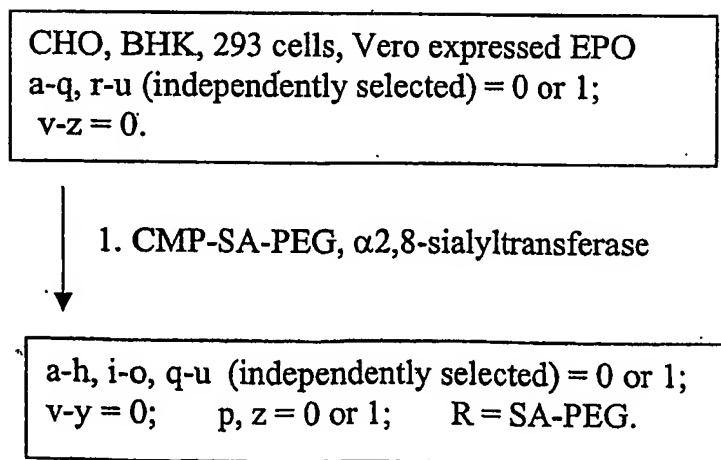 CHO, BHK, 293 cells, Vero expressed EPO
a-q, r-u (independently selected) = 0 or 1;
v-z = 0.
1. CMP-SA-PEG, α2,8-sialyltransferase
a-h, i-o, q-u (independently selected) = 0 or 1;
v-y = 0; p, z = 0 or 1; R = SA-PEG.